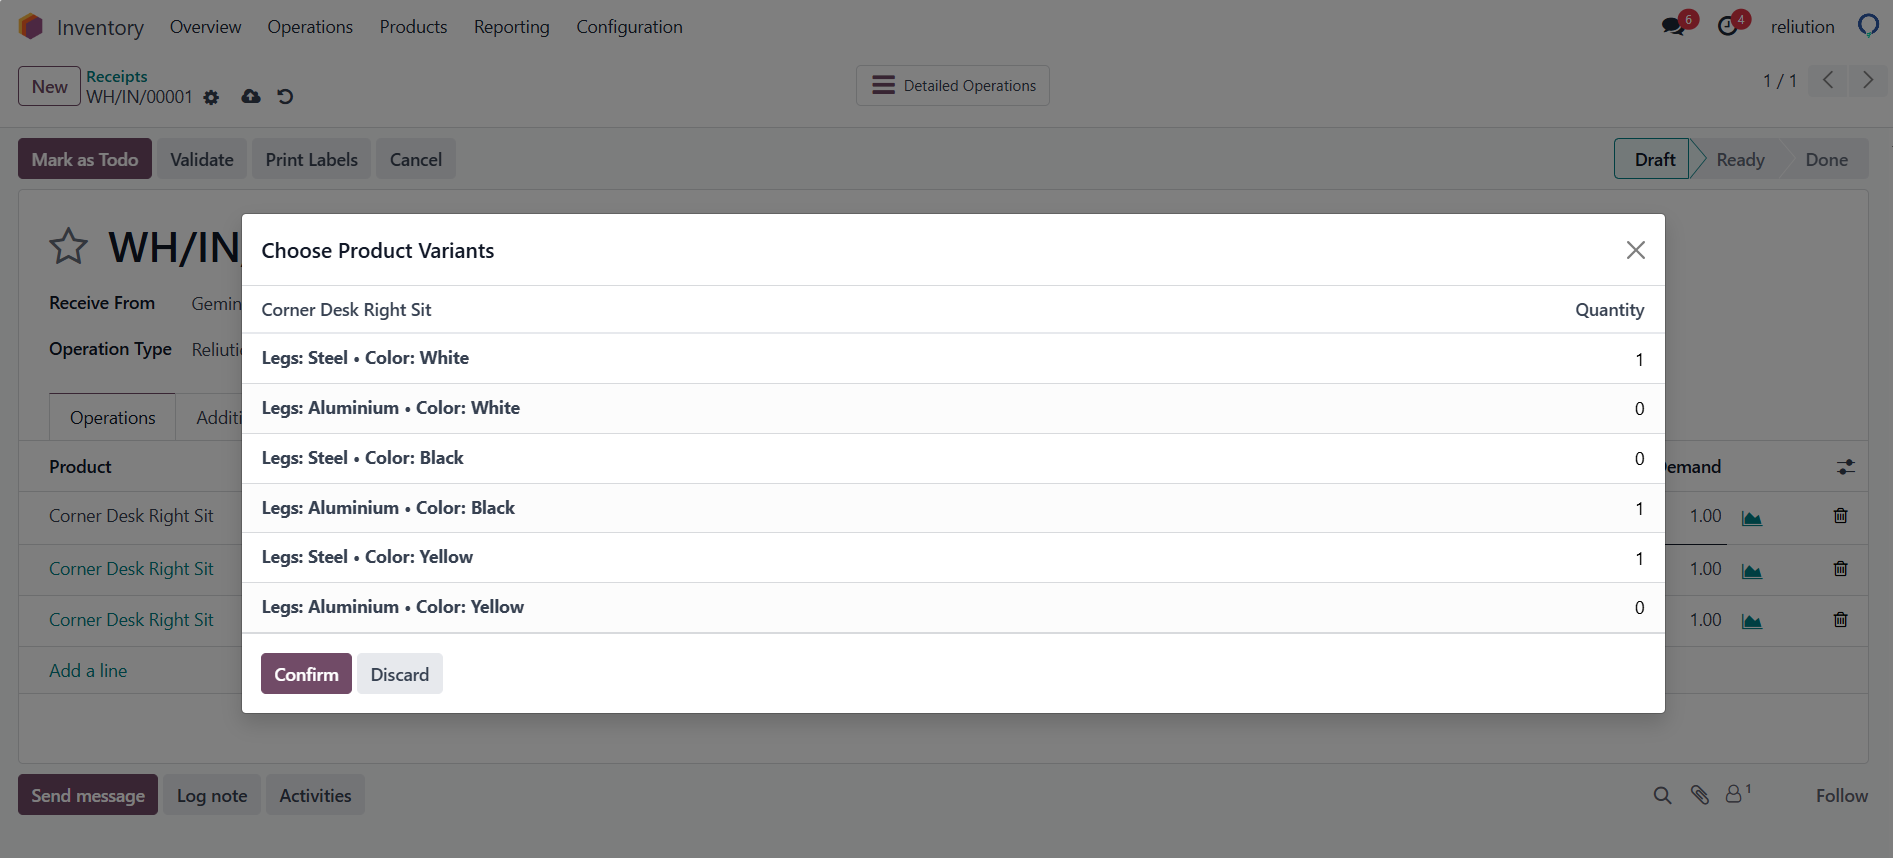 Inventory Overview Operations Products Reporting Configuration 6 4 reliution
New Receipts
WH/IN/00001
Detailed Operations
1 / 1
Mark as Todo Validate Print Labels Cancel
Draft Ready Done
WH/IN/
Receive From Gemin
Operation Type Reliuti
Operations Additi
Product
Demand
Corner Desk Right Sit 1.00
Corner Desk Right Sit 1.00
Corner Desk Right Sit 1.00
Add a line
Choose Product Variants
Corner Desk Right Sit Quantity
Legs: Steel • Color: White 1
Legs: Aluminium • Color: White 0
Legs: Steel • Color: Black 0
Legs: Aluminium • Color: Black 1
Legs: Steel • Color: Yellow 1
Legs: Aluminium • Color: Yellow 0
Confirm Discard
Send message Log note Activities
1 Follow